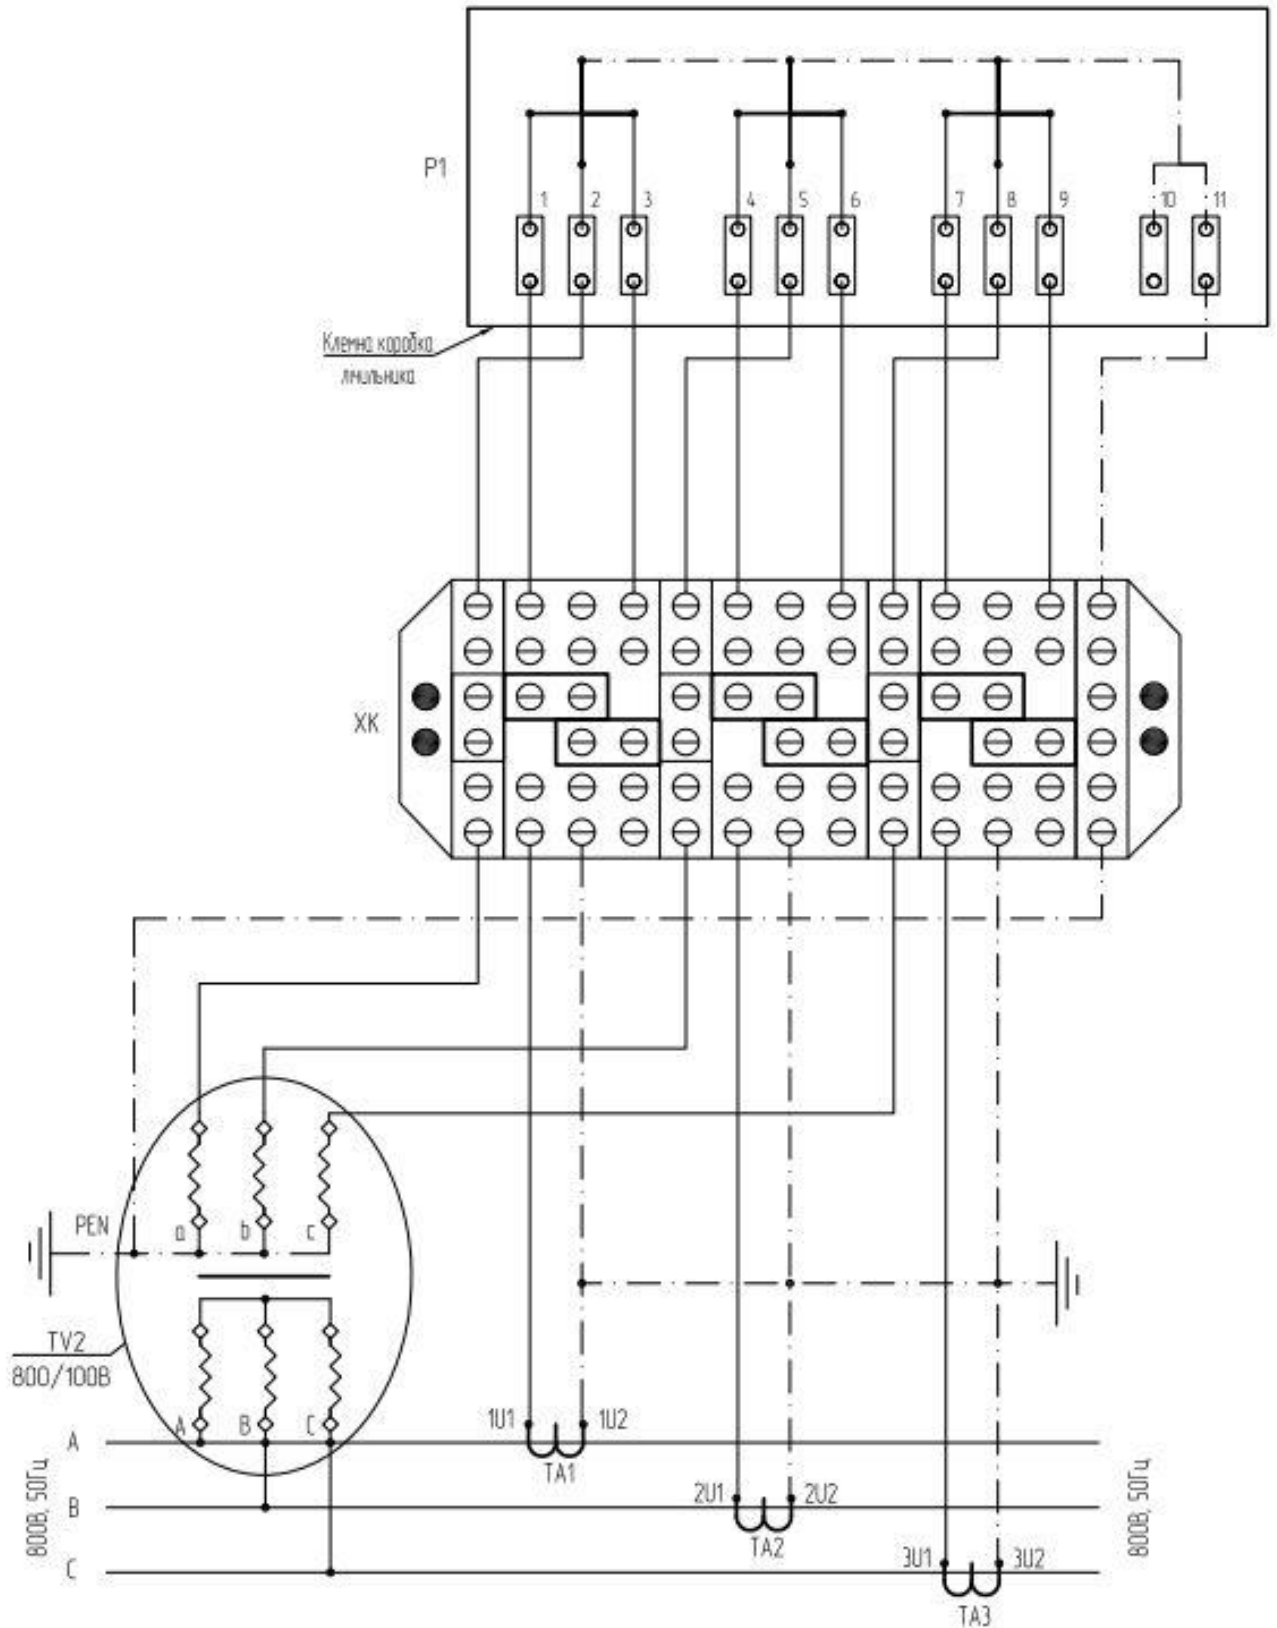 P1
1 2 3 4 5 6 7 8 9 10 11
Клемна коробка
лічильника
ХК
PEN
a b c
TV2
800/100В
A B C
1U1 1U2
TA1
2U1 2U2
TA2
3U1 3U2
TA3
A
B
C
800В, 50Гц
800В, 50Гц